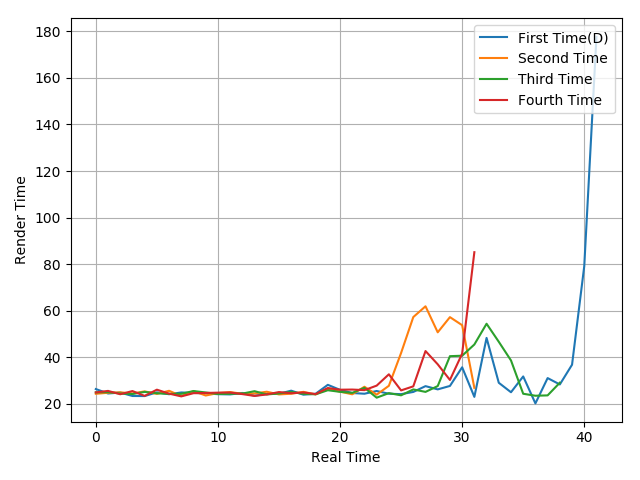 180
160
140
120
100
80
60
40
20
Render Time
0 10 20 30 40
Real Time
First Time(D)
Second Time
Third Time
Fourth Time